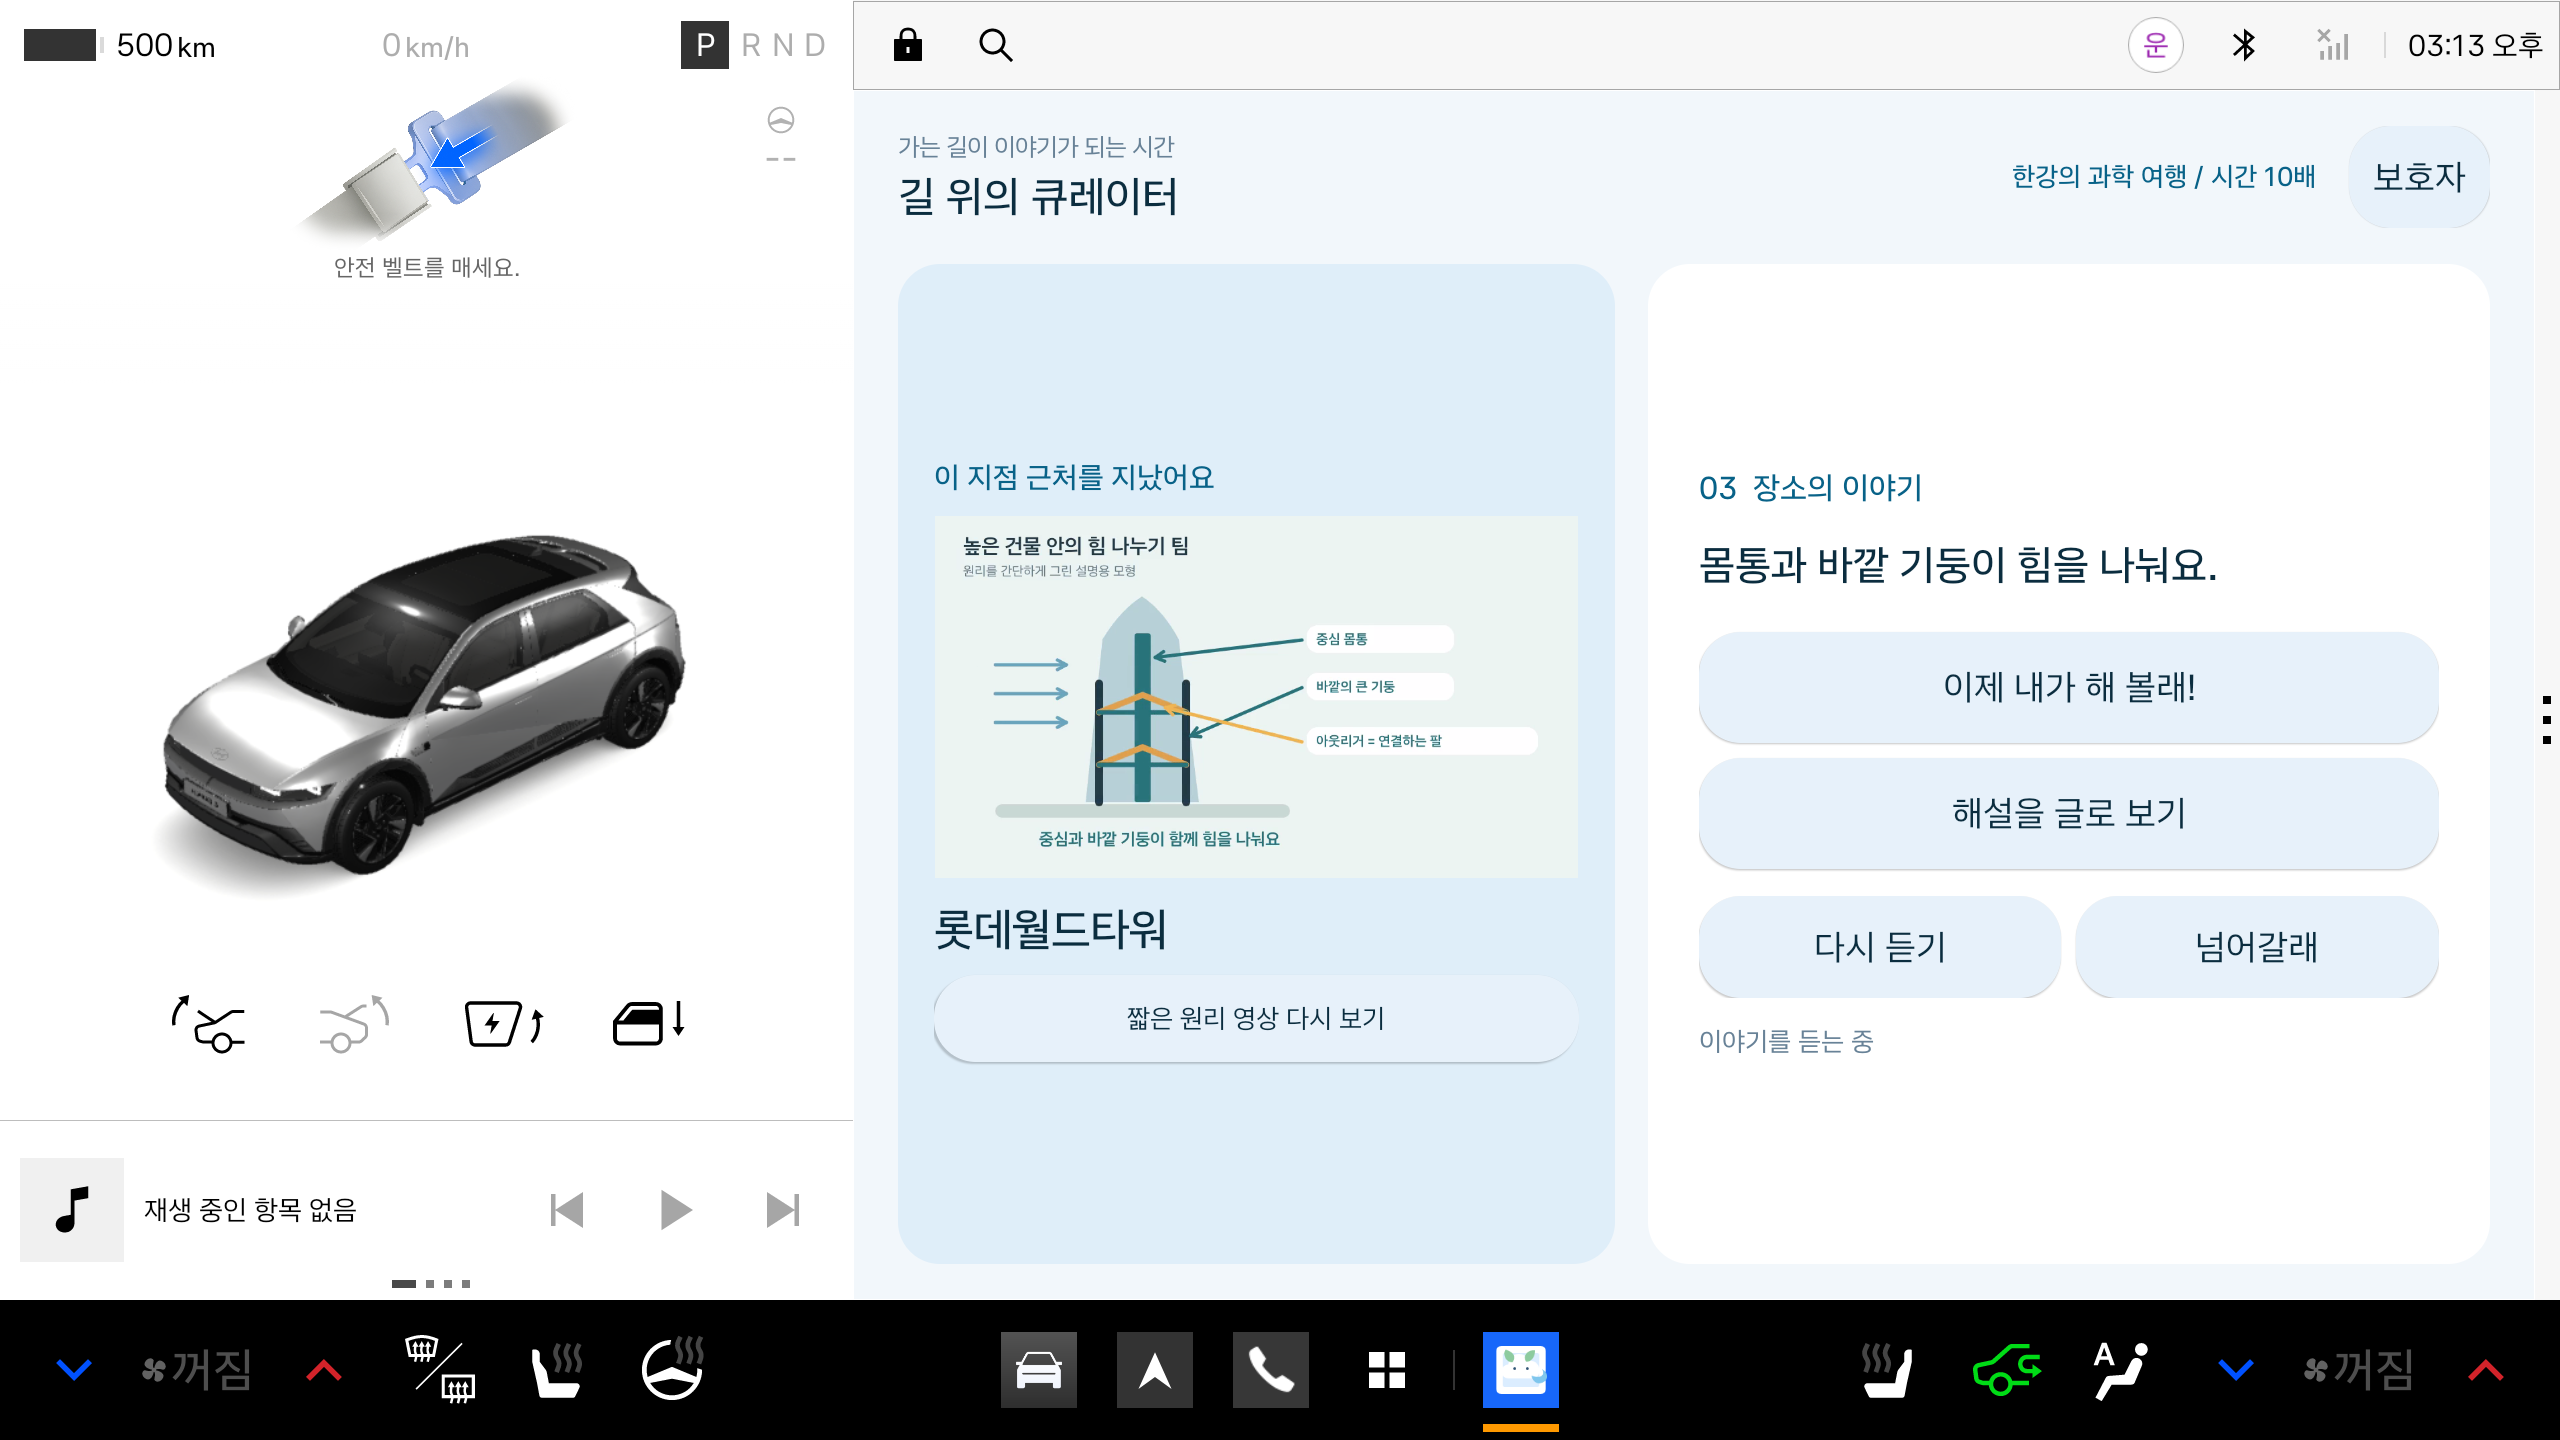 500 km
0 km/h
P R N D
안전 벨트를 매세요.
재생 중인 항목 없음
운
03:13 오후
가는 길이 이야기가 되는 시간
길 위의 큐레이터
한강의 과학 여행 / 시간 10배
보호자
이 지점 근처를 지났어요
높은 건물 안의 힘 나누기 팀
원리를 간단하게 그린 설명용 모형
중심 몸통
바깥의 큰 기둥
아웃리거 = 연결하는 팔
중심과 바깥 기둥이 함께 힘을 나눠요
롯데월드타워
짧은 원리 영상 다시 보기
03 장소의 이야기
몸통과 바깥 기둥이 힘을 나눠요.
이제 내가 해 볼래!
해설을 글로 보기
다시 듣기
넘어갈래
이야기를 듣는 중
꺼짐
A
꺼짐